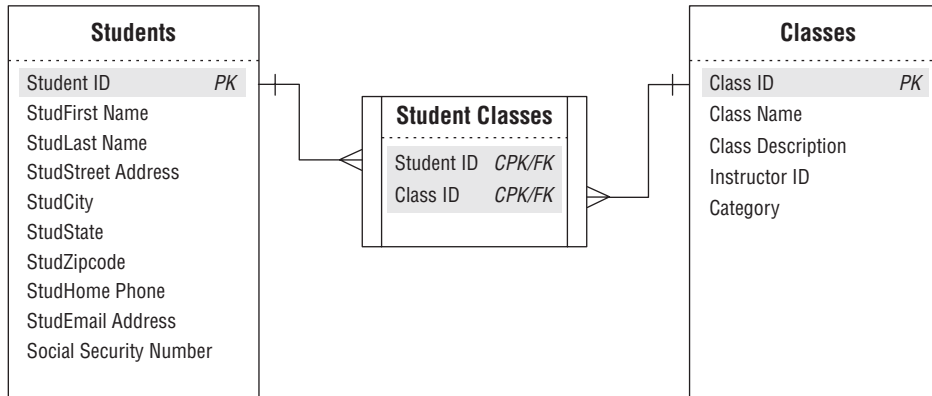 Students
Student ID PK
StudFirst Name
StudLast Name
StudStreet Address
StudCity
StudState
StudZipcode
StudHome Phone
StudEmail Address
Social Security Number
Student Classes
Student ID CPK/FK
Class ID CPK/FK
Classes
Class ID PK
Class Name
Class Description
Instructor ID
Category